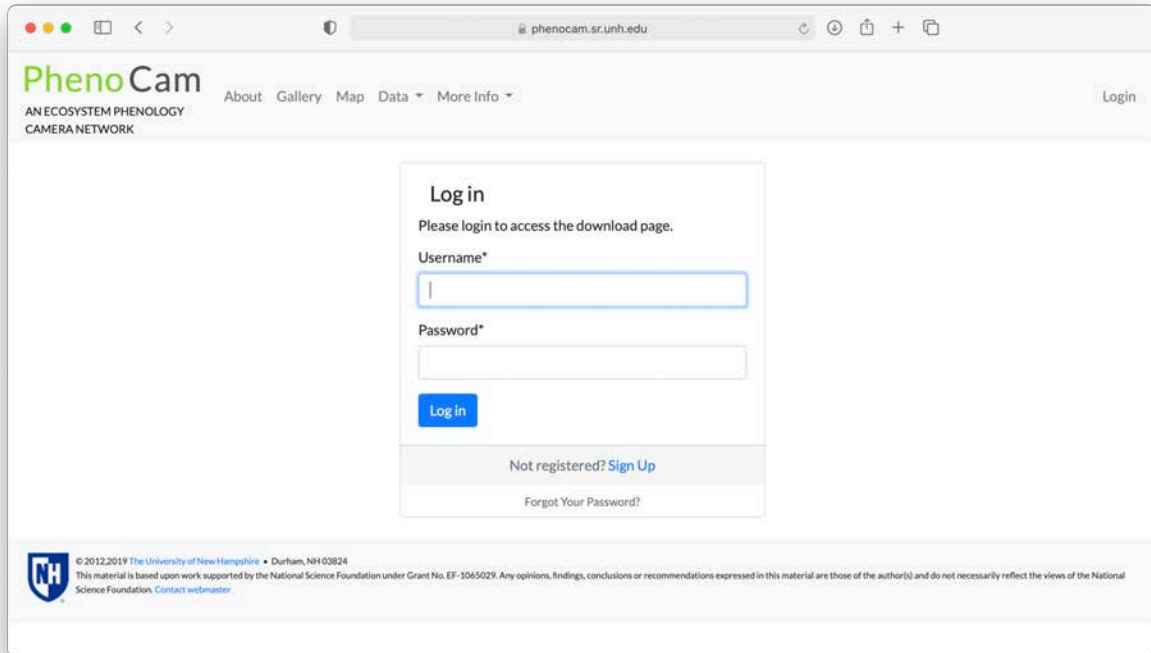 phenocam.sr.unh.edu
PhenoCam
AN ECOSYSTEM PHENOLOGY
CAMERA NETWORK
About Gallery Map Data More Info Login
Log in
Please login to access the download page.
Username*
Password*
Log in
Not registered? Sign Up
Forgot Your Password?
NH
© 2012,2019 The University of New Hampshire • Durham, NH 03824
This material is based upon work supported by the National Science Foundation under Grant No. EF-1065029. Any opinions, findings, conclusions or recommendations expressed in this material are those of the author(s) and do not necessarily reflect the views of the National
Science Foundation. Contact webmaster